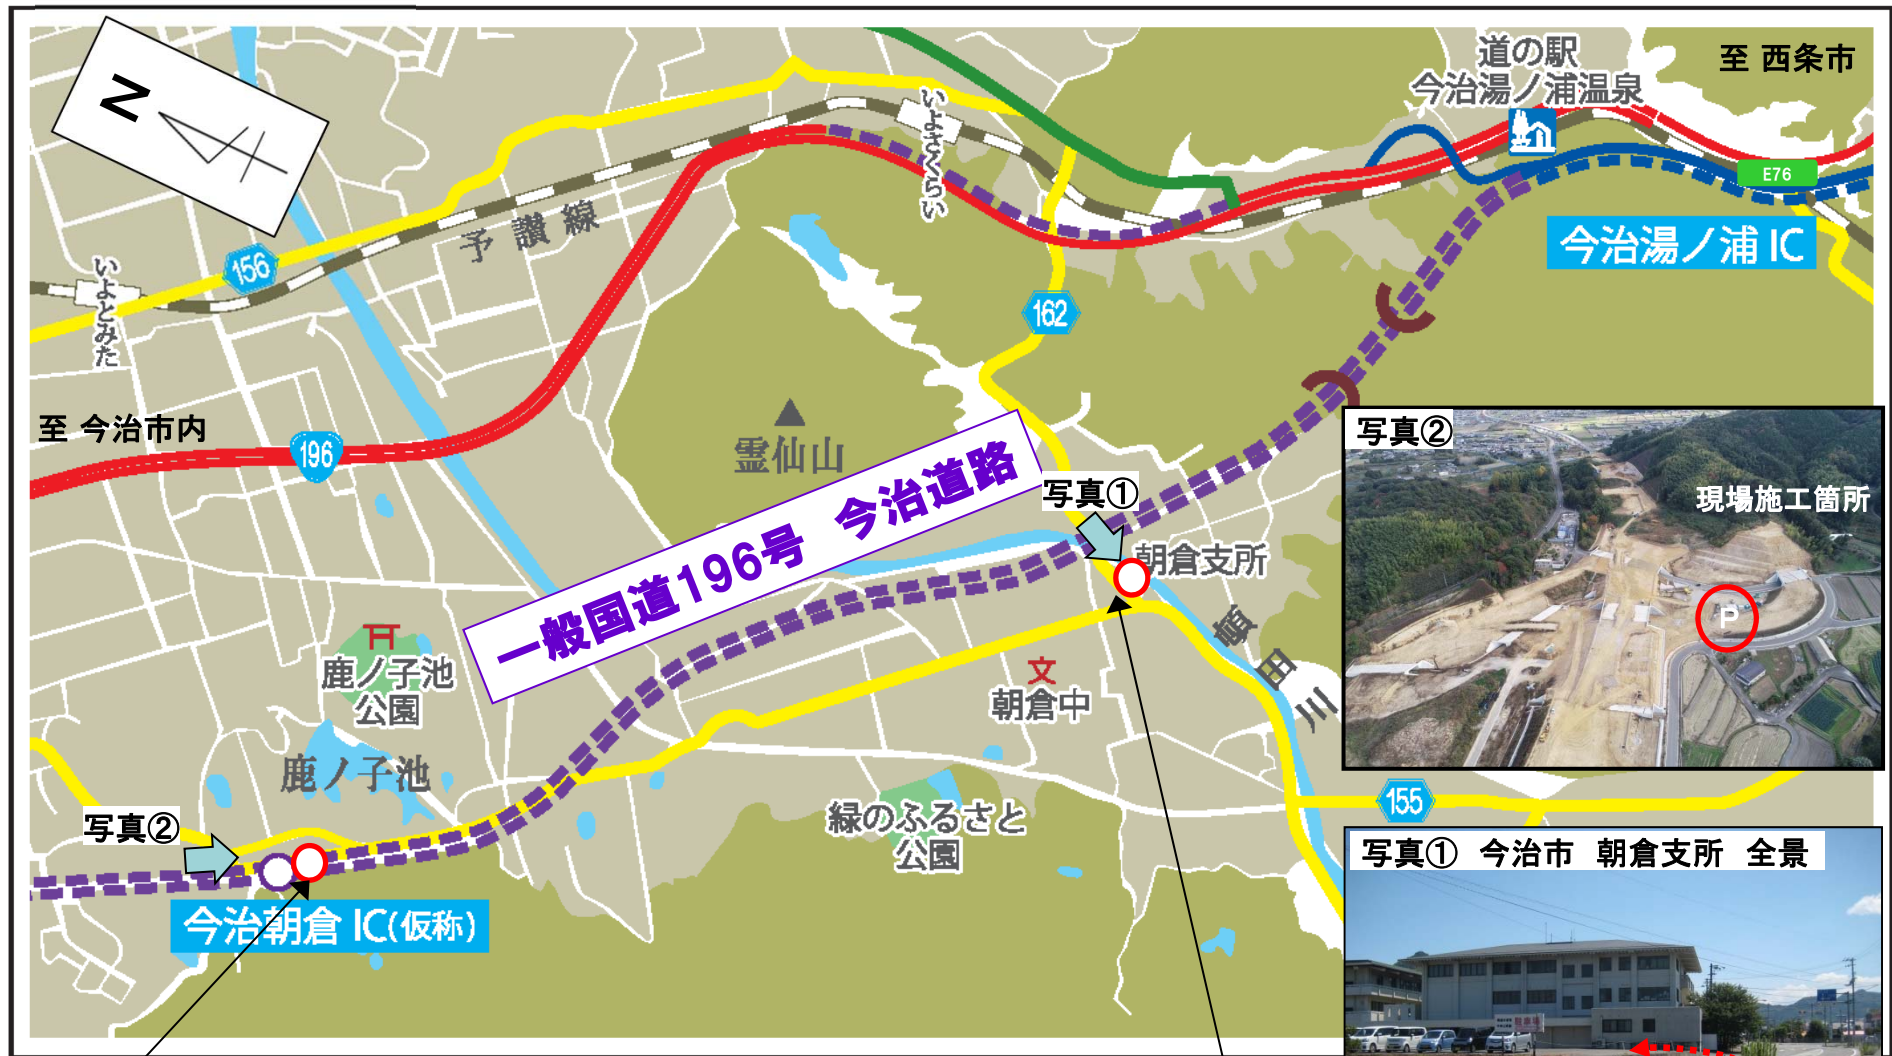 至 西条市
道の駅
今治湯ノ浦温泉
N
E76
今治湯ノ浦 IC
いよさくらい
予讃線
156
いよとみた
162
至 今治市内
196
霊仙山
一般国道196号 今治道路
写真①
朝倉支所
頓田川
朝倉中
鹿ノ子池
公園
鹿ノ子池
緑のふるさと
公園
155
写真②
今治朝倉 IC(仮称)
写真②
現場施工箇所
P
写真① 今治市 朝倉支所 全景